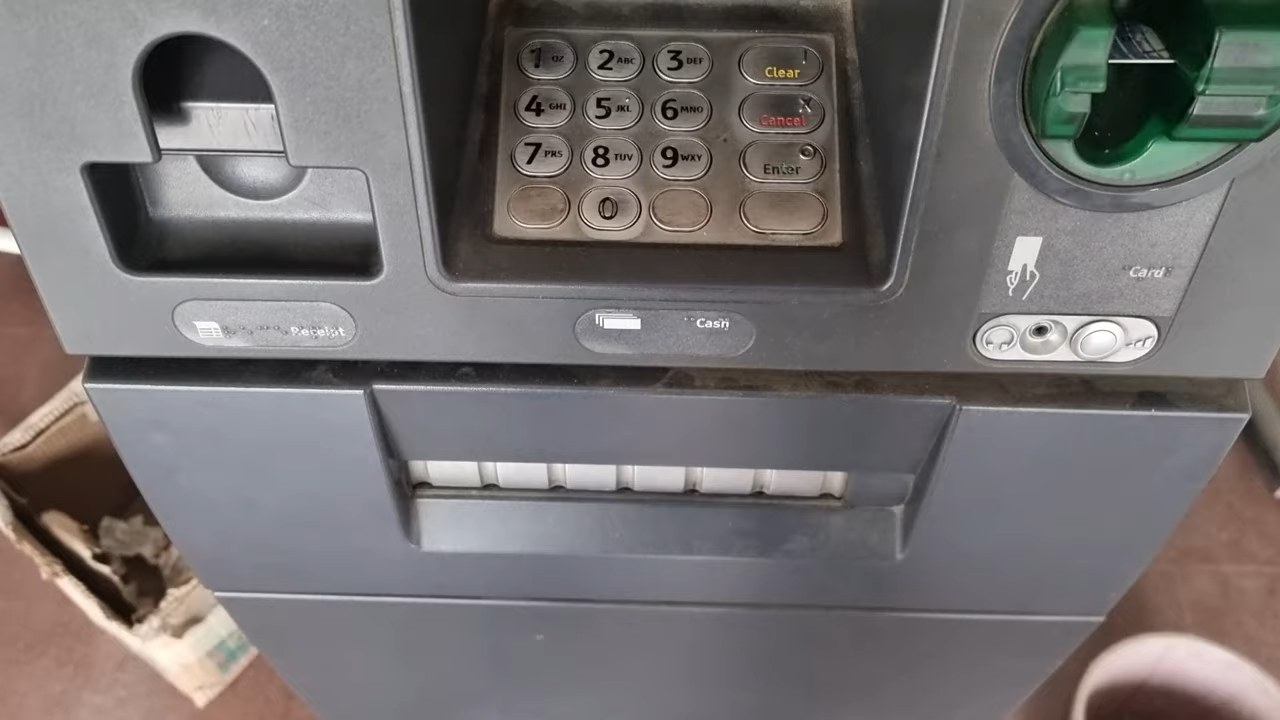 1 OZ 2 ABC 3 DEF Clear
4 GHI 5 JKL 6 MNO Cancel
7 PRS 8 TUV 9 WXY Enter
0
Card
Receipt
Cash